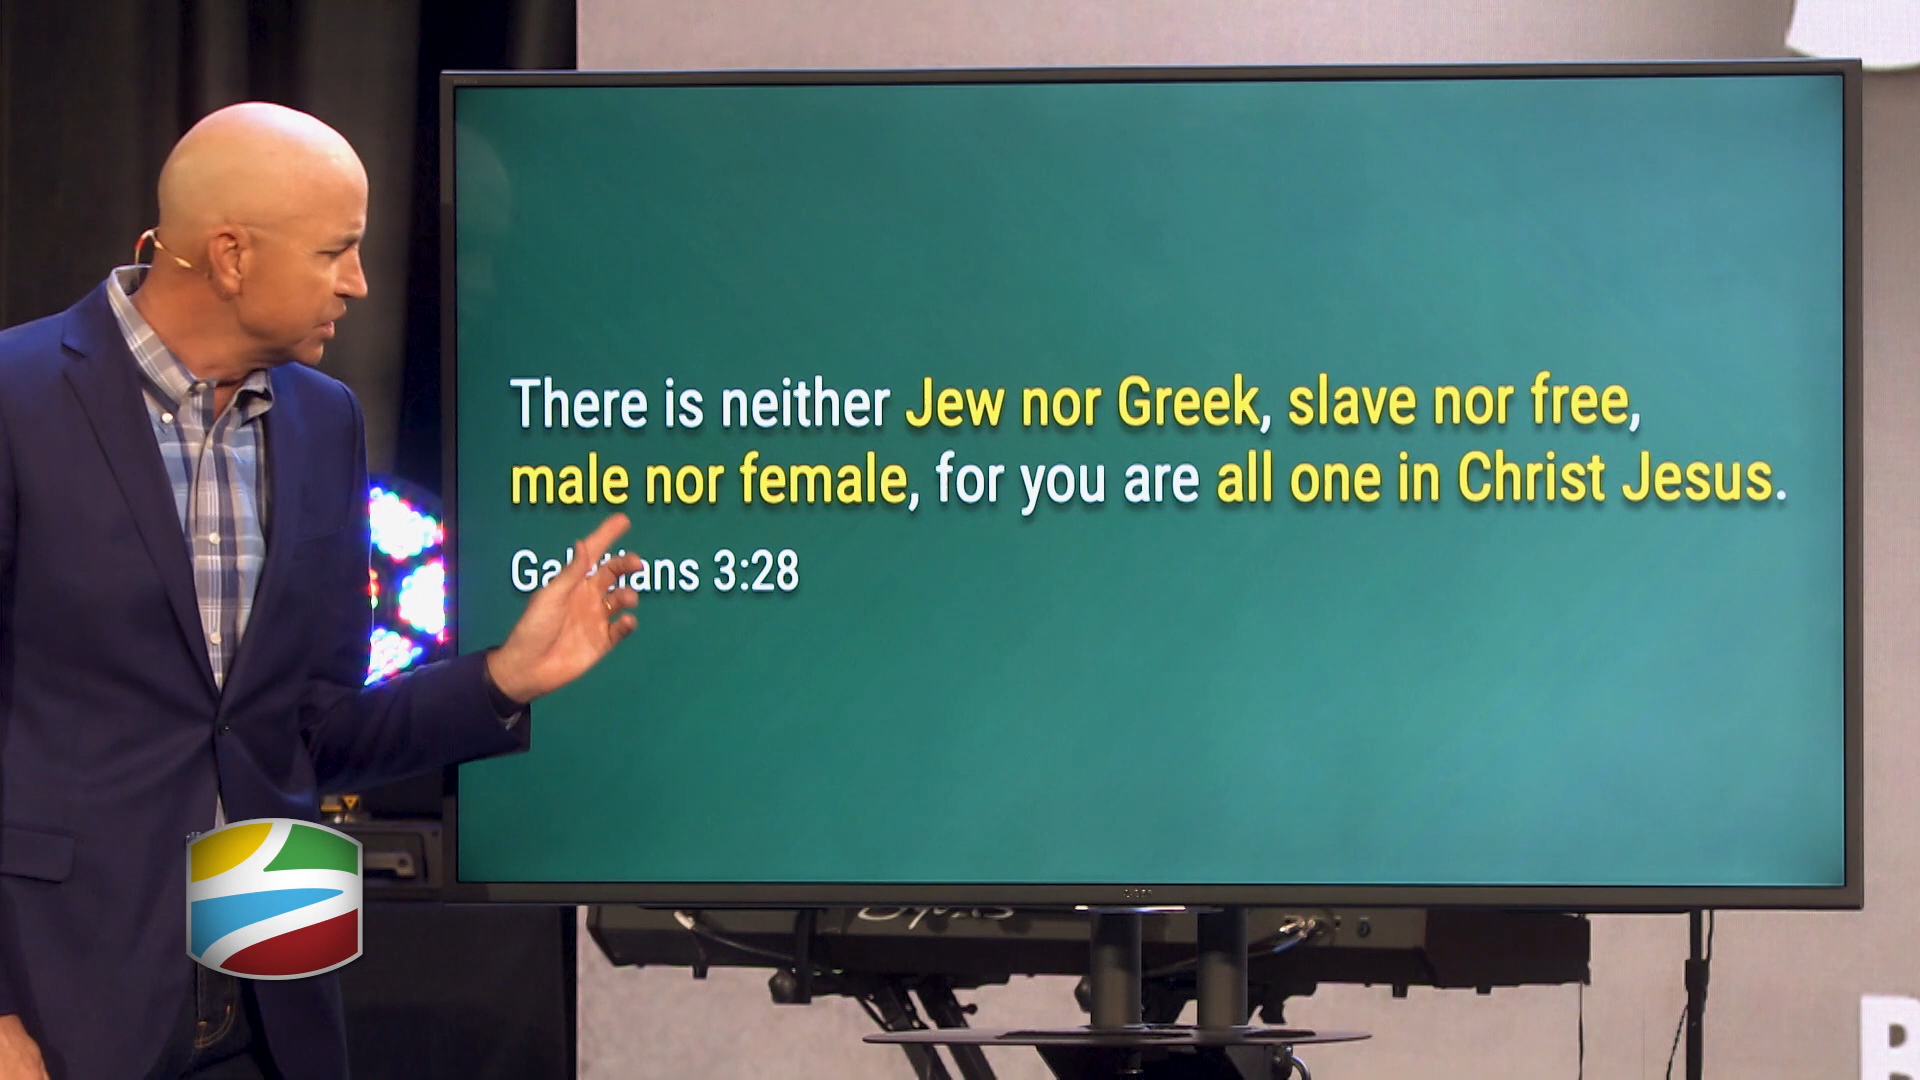 There is neither Jew nor Greek, slave nor free,
male nor female, for you are all one in Christ Jesus.
Galatians 3:28